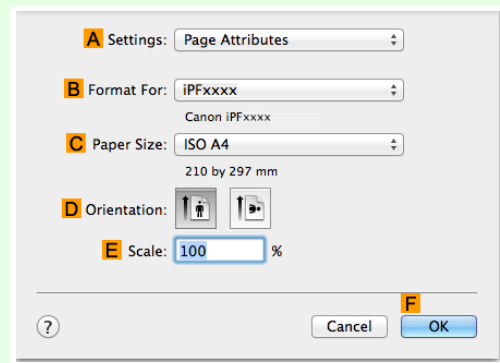 A Settings: Page Attributes
B Format For: iPFxxxx
Canon iPFxxxx
C Paper Size: ISO A4
210 by 297 mm
D Orientation:
E Scale: 100 %
F
? Cancel OK